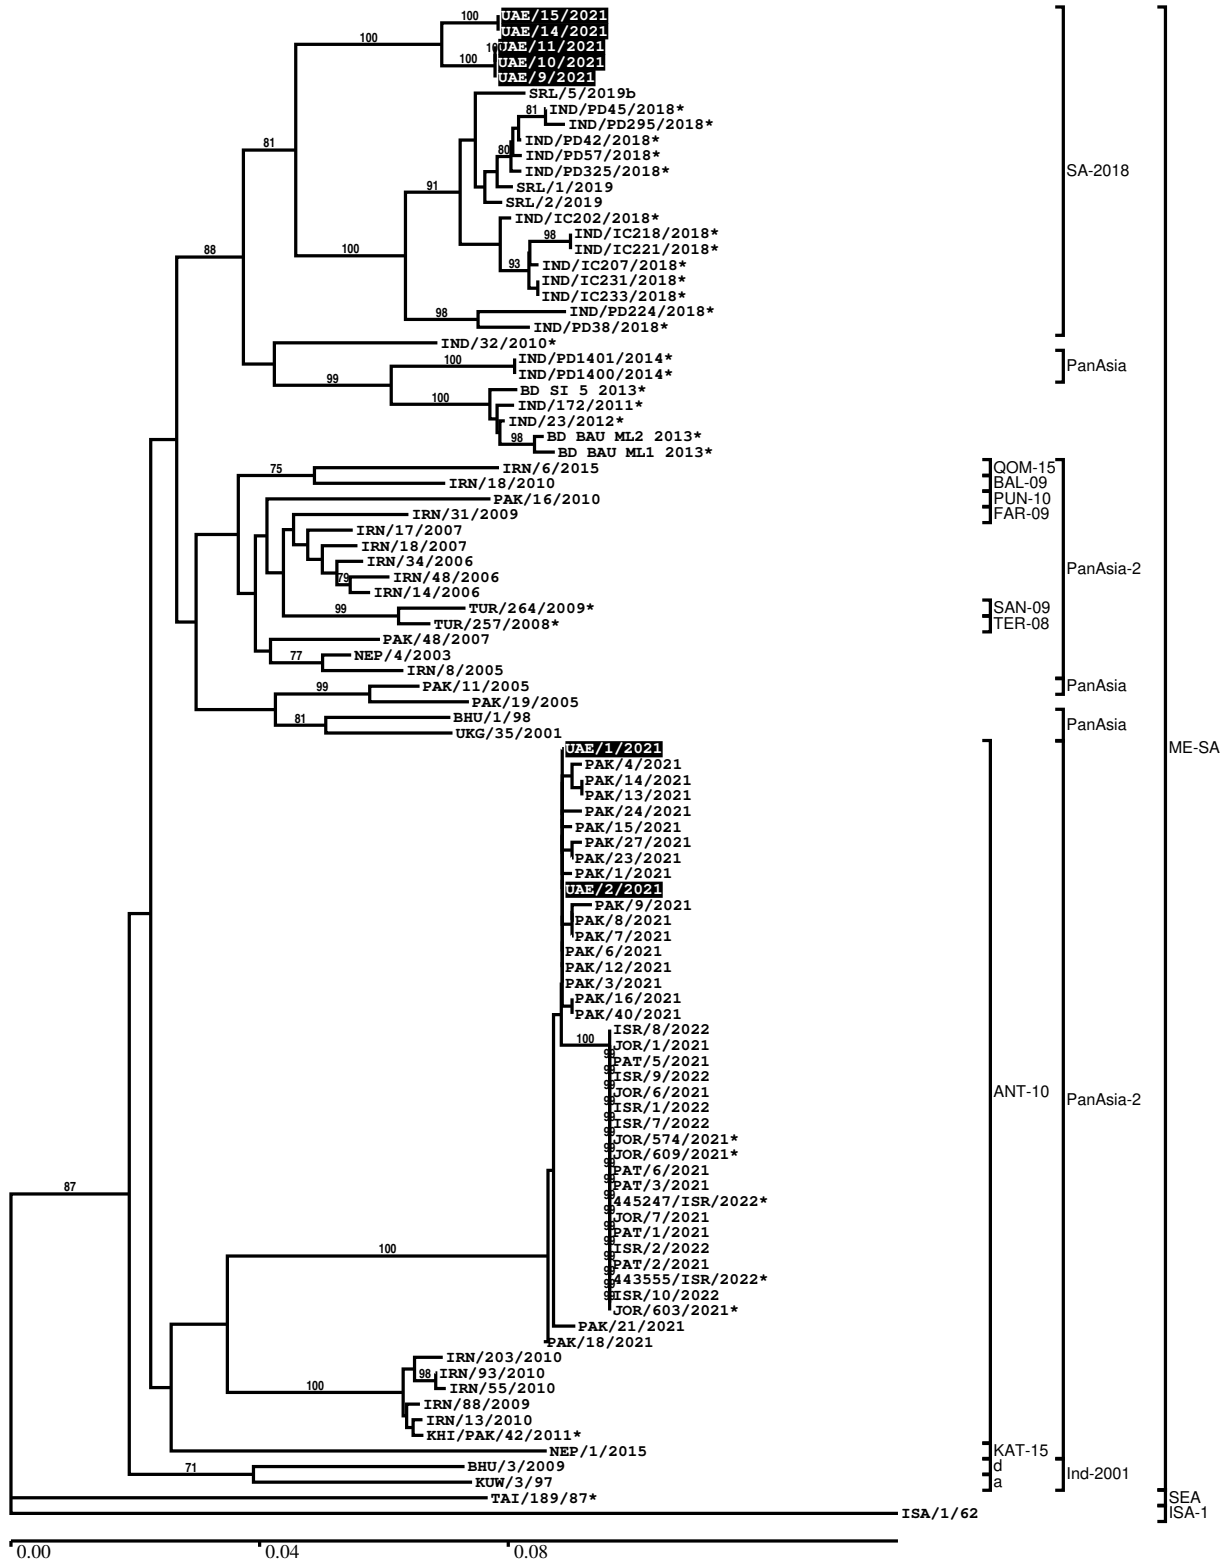 100
UAE/15/2021
UAE/14/2021
100
UAE/11/2021
100
UAE/10/2021
UAE/9/2021
SRL/5/2019b
81
IND/PD45/2018*
IND/PD295/2018*
IND/PD42/2018*
80
IND/PD57/2018*
81
IND/PD325/2018*
SA-2018
91
SRL/1/2019
SRL/2/2019
IND/IC202/2018*
98
IND/IC218/2018*
88
100
IND/IC221/2018*
93
IND/IC207/2018*
IND/IC231/2018*
IND/IC233/2018*
98
IND/PD224/2018*
IND/PD38/2018*
IND/32/2010*
100
IND/PD1401/2014*
PanAsia
99
IND/PD1400/2014*
BD SI 5 2013*
100
IND/172/2011*
IND/23/2012*
98
BD BAU ML2 2013*
BD BAU ML1 2013*
75
IRN/6/2015
QOM-15
IRN/18/2010
BAL-09
PAK/16/2010
PUN-10
IRN/31/2009
FAR-09
IRN/17/2007
IRN/18/2007
IRN/34/2006
PanAsia-2
79
IRN/48/2006
IRN/14/2006
99
TUR/264/2009*
SAN-09
TUR/257/2008*
TER-08
PAK/48/2007
77
NEP/4/2003
IRN/8/2005
99
PAK/11/2005
PanAsia
PAK/19/2005
81
BHU/1/98
PanAsia
UKG/35/2001
UAE/1/2021
ME-SA
PAK/4/2021
PAK/14/2021
PAK/13/2021
PAK/24/2021
PAK/15/2021
PAK/27/2021
PAK/23/2021
PAK/1/2021
UAE/2/2021
PAK/9/2021
PAK/8/2021
PAK/7/2021
PAK/6/2021
PAK/12/2021
PAK/3/2021
PAK/16/2021
PAK/40/2021
ISR/8/2022
100
JOR/1/2021
PAT/5/2021
ISR/9/2022
JOR/6/2021
ANT-10
PanAsia-2
ISR/1/2022
ISR/7/2022
JOR/574/2021*
JOR/609/2021*
PAT/6/2021
PAT/3/2021
87
445247/ISR/2022*
JOR/7/2021
PAT/1/2021
100
ISR/2/2022
PAT/2/2021
443555/ISR/2022*
ISR/10/2022
JOR/603/2021*
PAK/21/2021
PAK/18/2021
IRN/203/2010
98
IRN/93/2010
100
IRN/55/2010
IRN/88/2009
IRN/13/2010
KHI/PAK/42/2011*
NEP/1/2015
KAT-15
71
BHU/3/2009
d
Ind-2001
KUW/3/97
a
TAI/189/87*
SEA
ISA/1/62
ISA-1
0.00
0.04
0.08